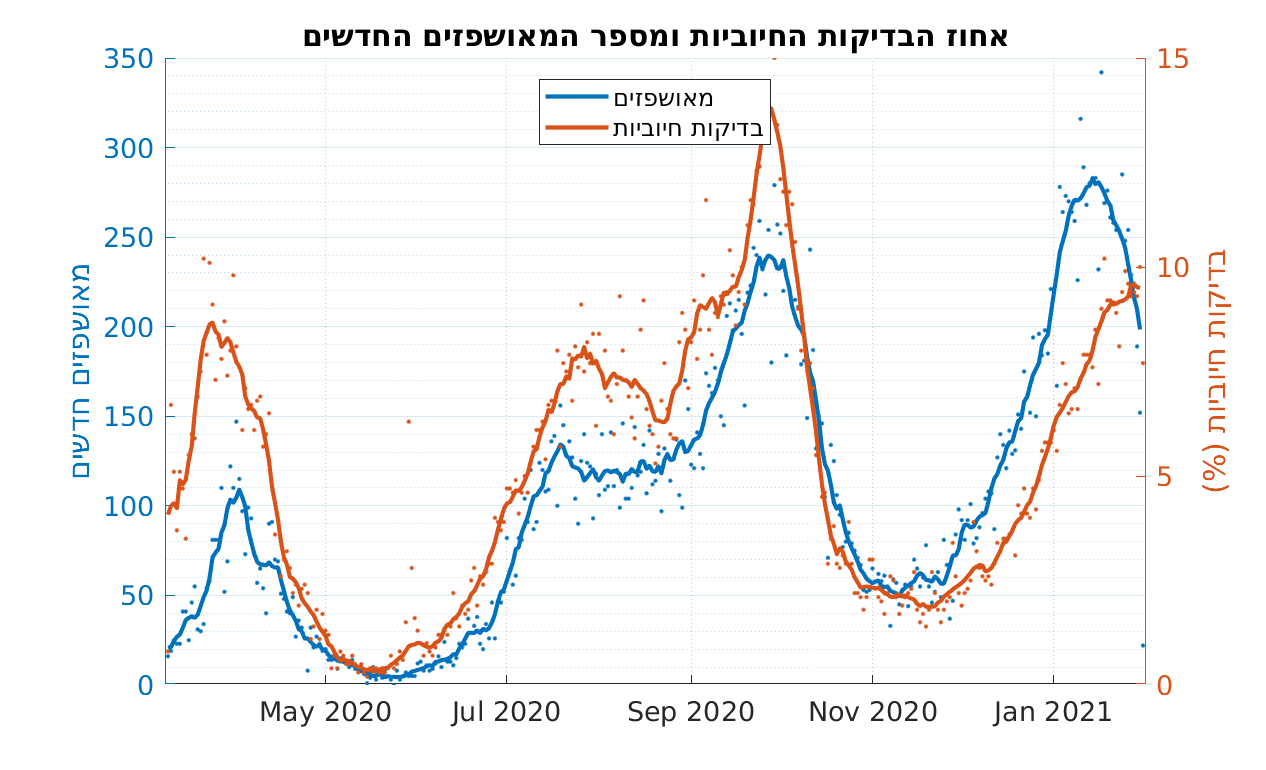 אחוז הבדיקות החיוביות ומספר המאושפזים החדשים
מאושפזים
בדיקות חיוביות
350
300
250
200
150
100
50
0
מאושפזים חדשים
15
10
5
0
בדיקות חיוביות (%)
May 2020
Jul 2020
Sep 2020
Nov 2020
Jan 2021